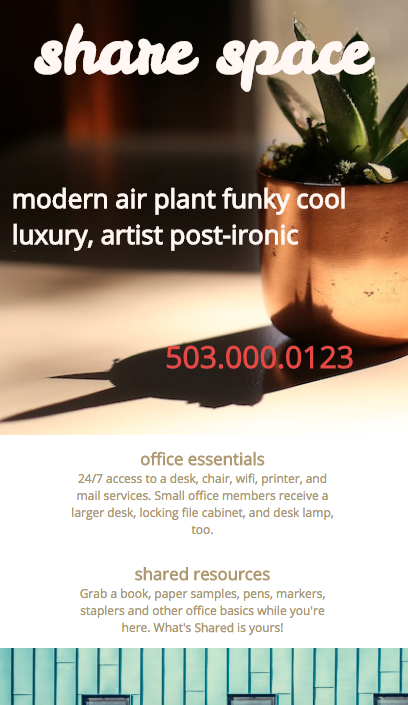 share space
modern air plant funky cool
luxury, artist post-ironic
503.000.0123
office essentials
24/7 access to a desk, chair, wifi, printer, and
mail services. Small office members receive a
larger desk, locking file cabinet, and desk lamp,
too.
shared resources
Grab a book, paper samples, pens, markers,
staplers and other office basics while you're
here. What's Shared is yours!